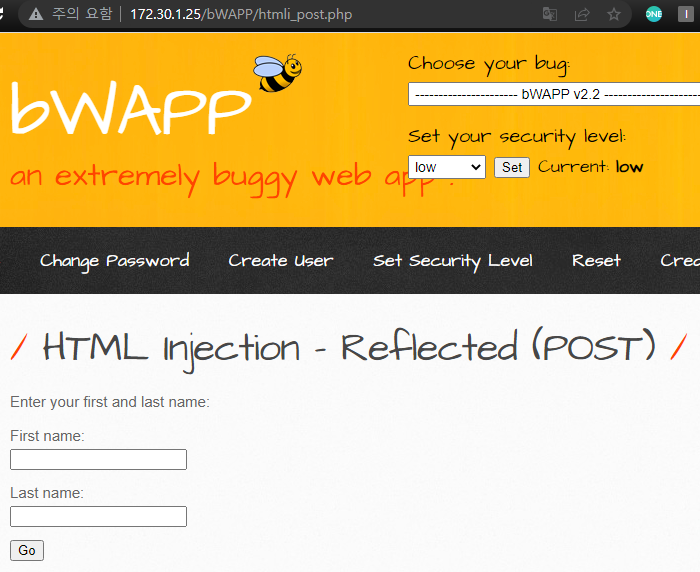 주의 요함 172.30.1.25/bWAPP/htmli_post.php
ONE
I
bWAPP
an extremely buggy web app !
Choose your bug:
---------------------- bWAPP v2.2 ---------------------
Set your security level:
low Set Current: low
Change Password Create User Set Security Level Reset Cred
/ HTML Injection - Reflected (POST) /
Enter your first and last name:
First name:
Last name:
Go